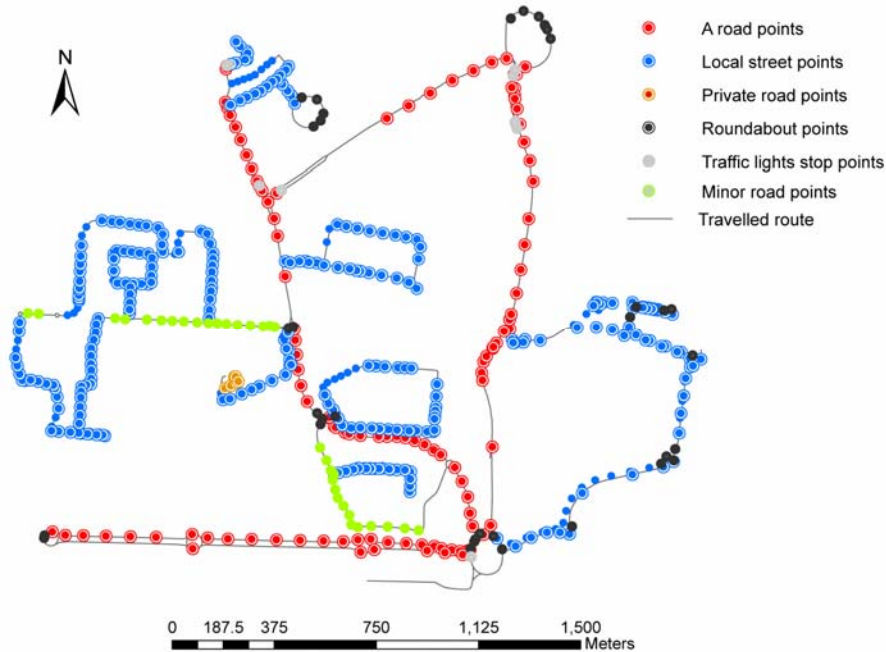 N
A road points
Local street points
Private road points
Roundabout points
Traffic lights stop points
Minor road points
Travelled route
0 187.5 375 750 1,125 1,500
Meters